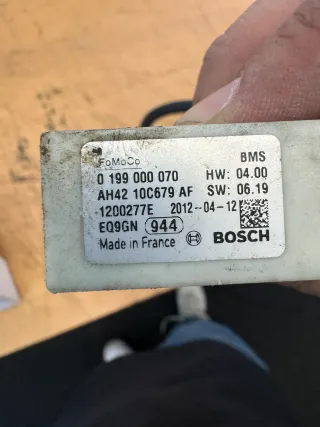 FoMoCo BMS
0 199 000 070 HW: 04.00
AH42 10C679 AF SW: 06.19
1200277E 2012-04-12
EQ9GN 944
Made in France BOSCH